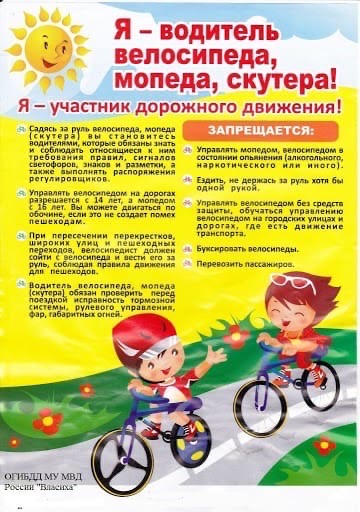 Я – водитель
велосипеда,
мопеда, скутера!
Я – участник дорожного движения!
Садясь за руль велосипеда, мопеда
(скутера) вы становитесь
водителями, которые обязаны знать
и соблюдать относящиеся к ним
требования правил, сигналов
светофоров, знаков и разметки, а
также выполнять распоряжения
регулировщиков.
Управлять велосипедом на дорогах
разрешается с 14 лет, а мопедом
с 16 лет. Вы можете двигаться по
обочине, если это не создает помех
пешеходам.
При пересечении перекрестков,
широких улиц и пешеходных
переходов, велосипедист должен
сойти с велосипеда и вести его за
руль, соблюдая правила движения
для пешеходов.
Водитель велосипеда, мопеда
(скутера) обязан проверить перед
поездкой исправность тормозной
системы, рулевого управления,
фар, габаритных огней.
ЗАПРЕЩАЕТСЯ:
Управлять мопедом, велосипедом в
состоянии опьянения (алкогольного,
наркотического или иного).
Ездить, не держась за руль хотя бы
одной рукой.
Управлять велосипедом без средств
защиты, обучаться управлению
велосипедом на городских улицах и
дорогах, где есть движение
транспорта.
Буксировать велосипеды.
Перевозить пассажиров.
ОГИБДД МУ МВД
России "Власиха"